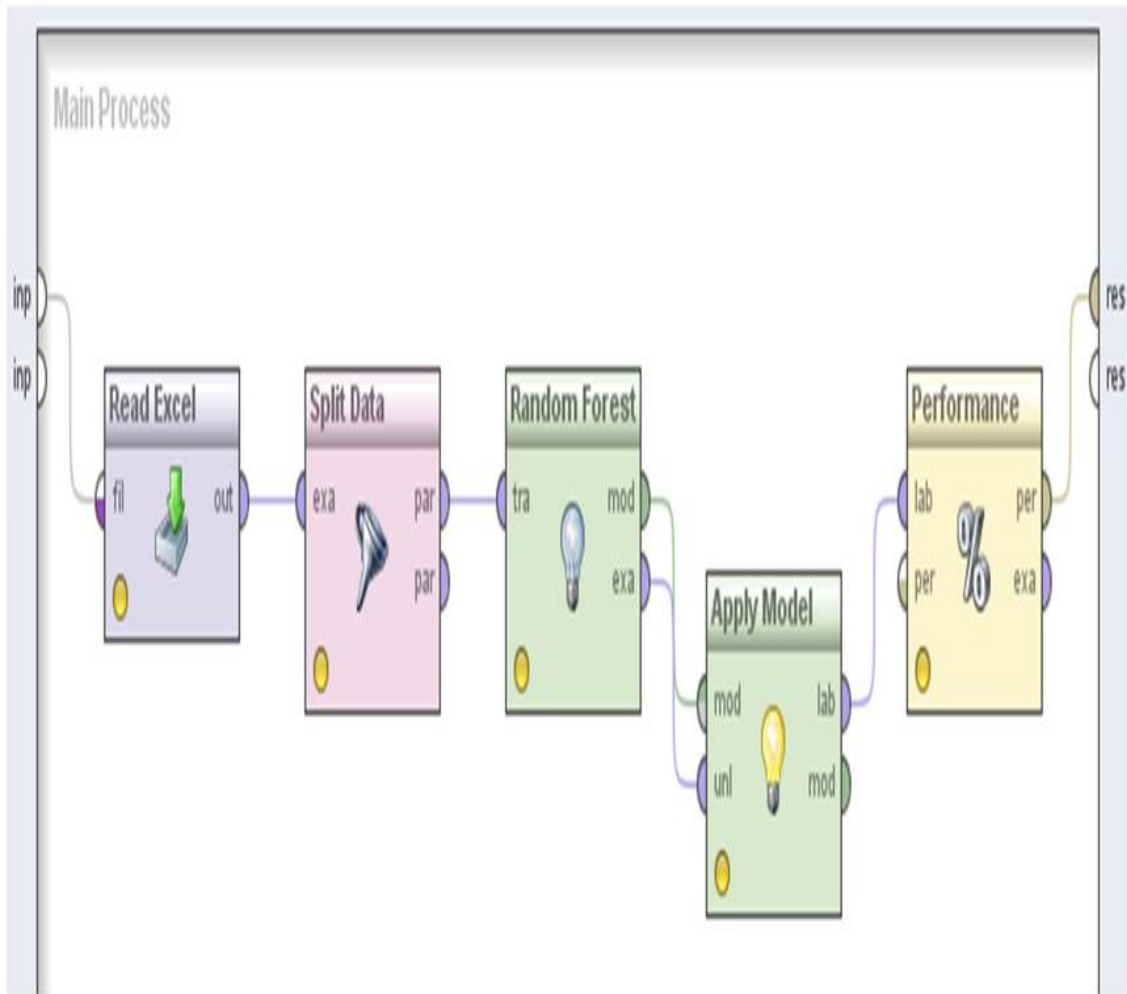 Main Process
inp
res
inp
res
Read Excel
fil
out
Split Data
exa
par
par
Random Forest
tra
mod
exa
Apply Model
mod
lab
unl
mod
Performance
lab
per
%
per
exa